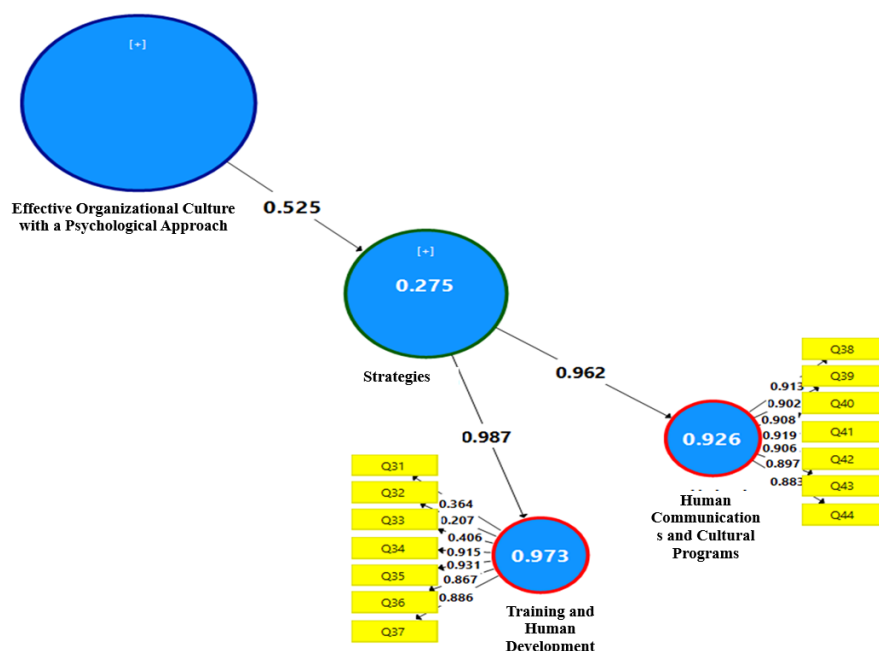 [+]
Effective Organizational Culture
with a Psychological Approach
0.525
[+]
0.275
Strategies
0.962
0.987
Q38
Q39
Q40
Q41
Q42
Q43
Q44
0.913
0.902
0.908
0.919
0.906
0.897
0.883
0.926
Human
Communication
s and Cultural
Programs
Q31
Q32
Q33
Q34
Q35
Q36
Q37
0.364
0.207
0.406
0.915
0.931
0.867
0.886
0.973
Training and
Human
Development